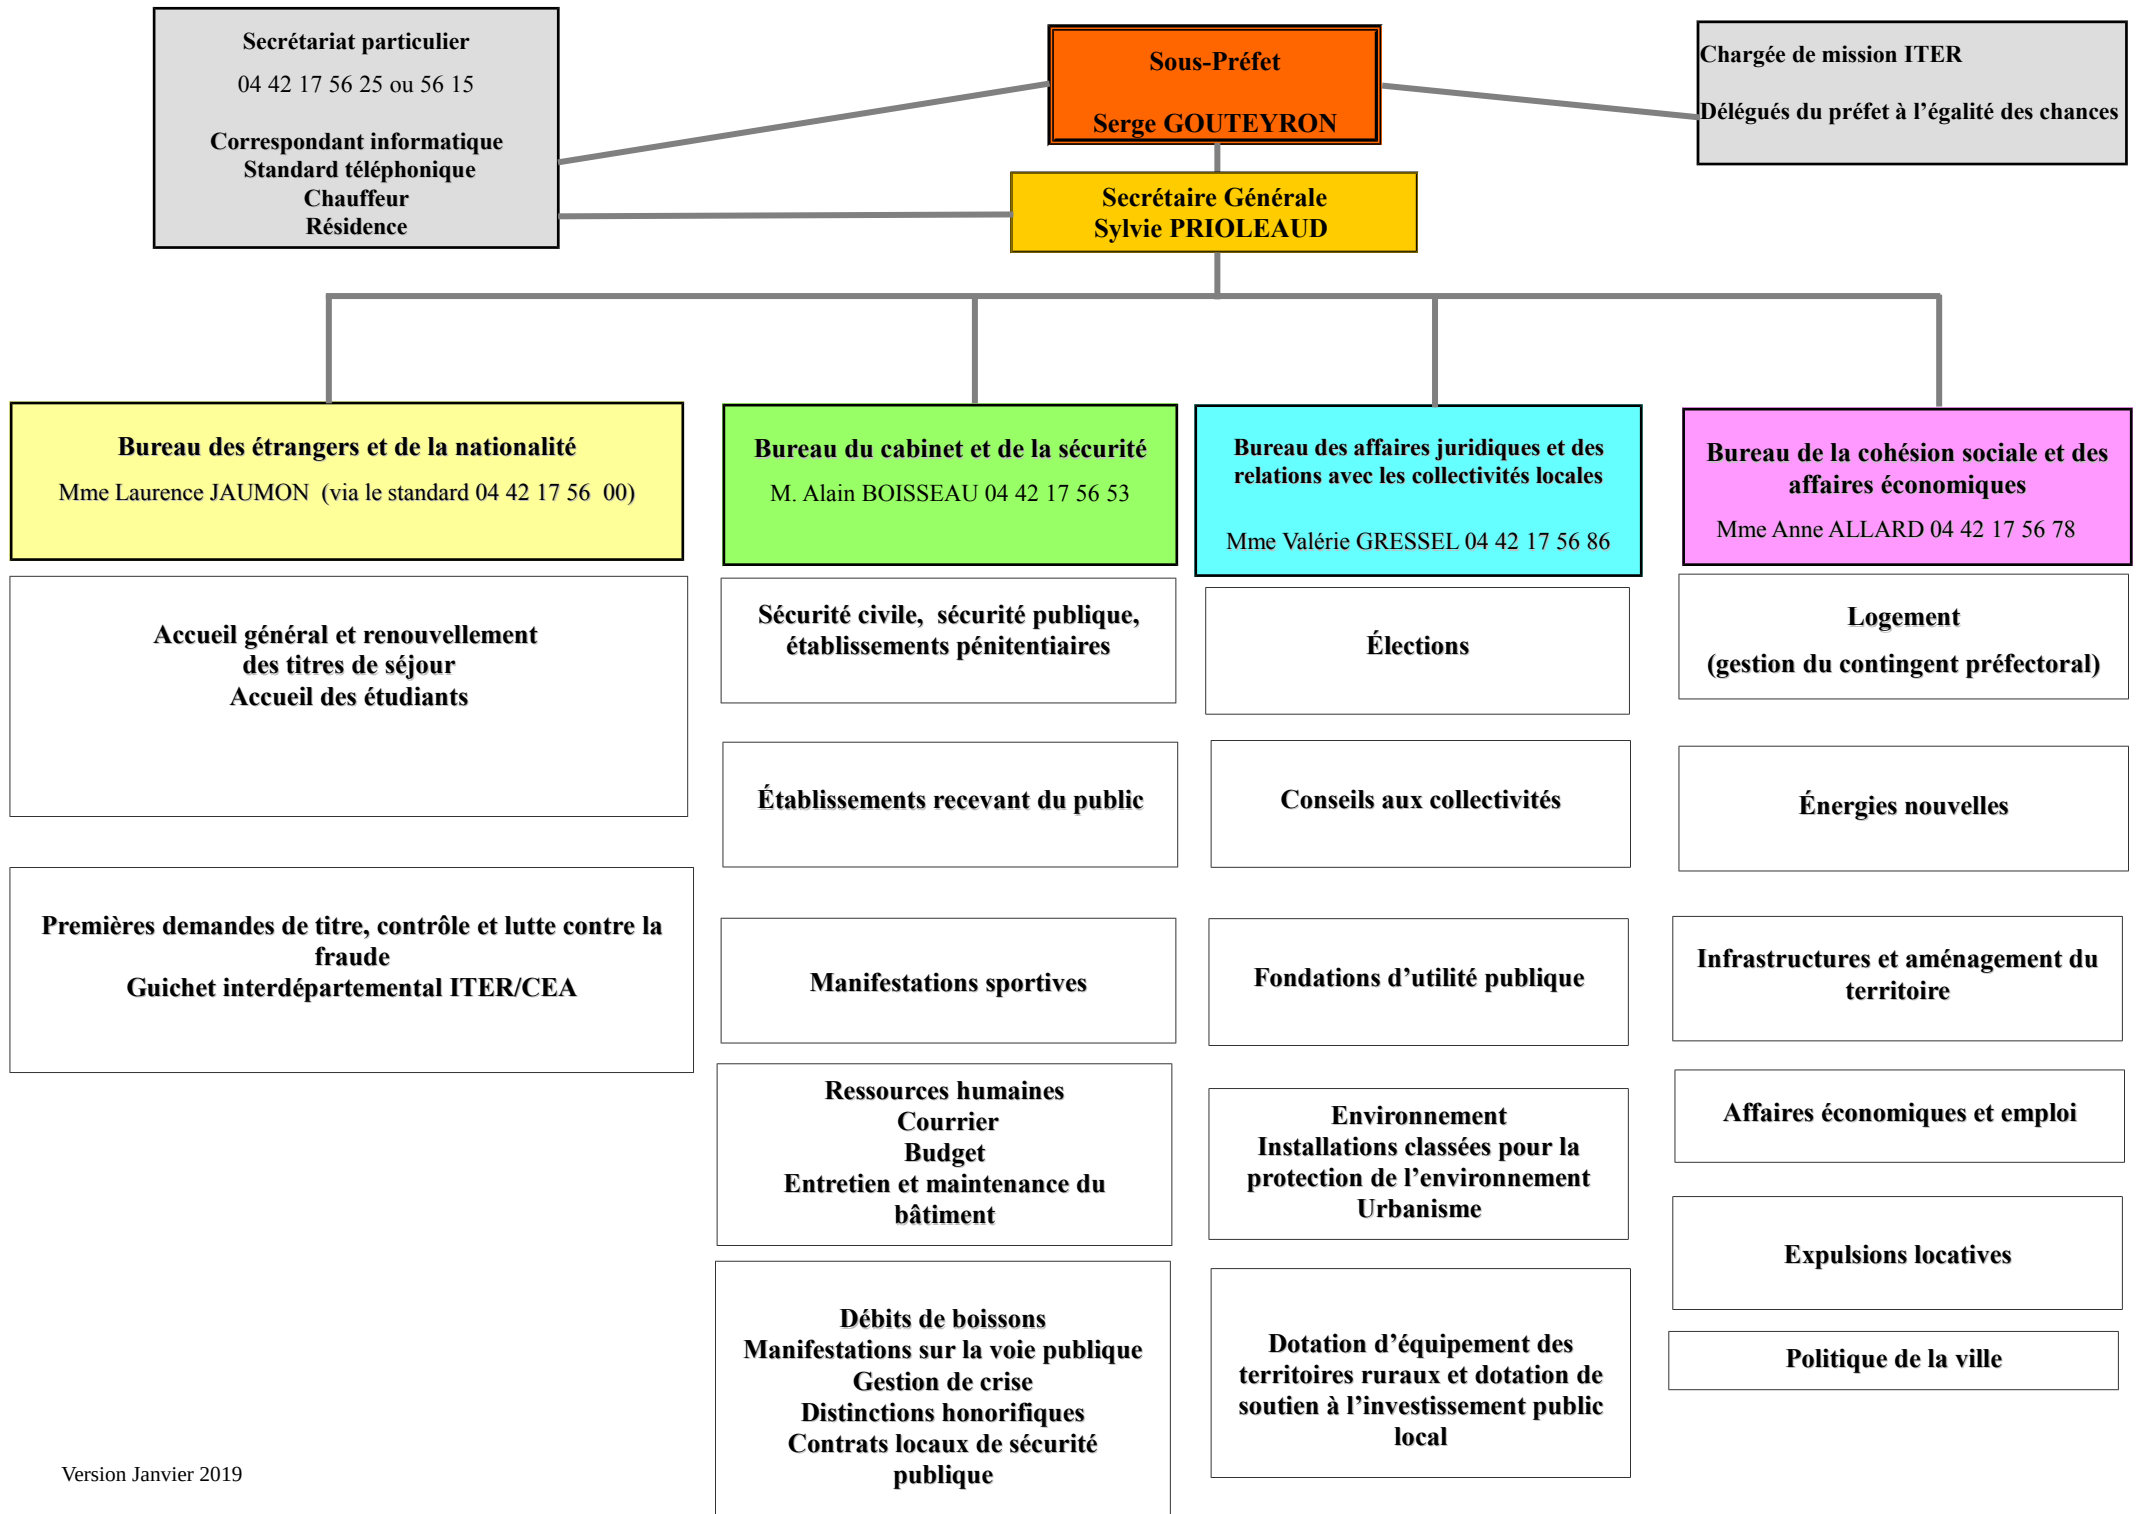 Secrétariat particulier
04 42 17 56 25 ou 56 15
Correspondant informatique
Standard téléphonique
Chauffeur
Résidence
Sous-Préfet
Serge GOUTEYRON
Chargée de mission ITER
Délégués du préfet à l’égalité des chances
Secrétaire Générale
Sylvie PRIOLEAUD
Bureau des étrangers et de la nationalité
Mme Laurence JAUMON (via le standard 04 42 17 56 00)
Accueil général et renouvellement
des titres de séjour
Accueil des étudiants
Premières demandes de titre, contrôle et lutte contre la
fraude
Guichet interdépartemental ITER/CEA
Bureau du cabinet et de la sécurité
M. Alain BOISSEAU 04 42 17 56 53
Sécurité civile, sécurité publique,
établissements pénitentiaires
Établissements recevant du public
Manifestations sportives
Ressources humaines
Courrier
Budget
Entretien et maintenance du
bâtiment
Débits de boissons
Manifestations sur la voie publique
Gestion de crise
Distinctions honorifiques
Contrats locaux de sécurité
publique
Bureau des affaires juridiques et des
relations avec les collectivités locales
Mme Valérie GRESSEL 04 42 17 56 86
Élections
Conseils aux collectivités
Fondations d’utilité publique
Environnement
Installations classées pour la
protection de l’environnement
Urbanisme
Dotation d’équipement des
territoires ruraux et dotation de
soutien à l’investissement public
local
Bureau de la cohésion sociale et des
affaires économiques
Mme Anne ALLARD 04 42 17 56 78
Logement
(gestion du contingent préfectoral)
Énergies nouvelles
Infrastructures et aménagement du
territoire
Affaires économiques et emploi
Expulsions locatives
Politique de la ville
Version Janvier 2019